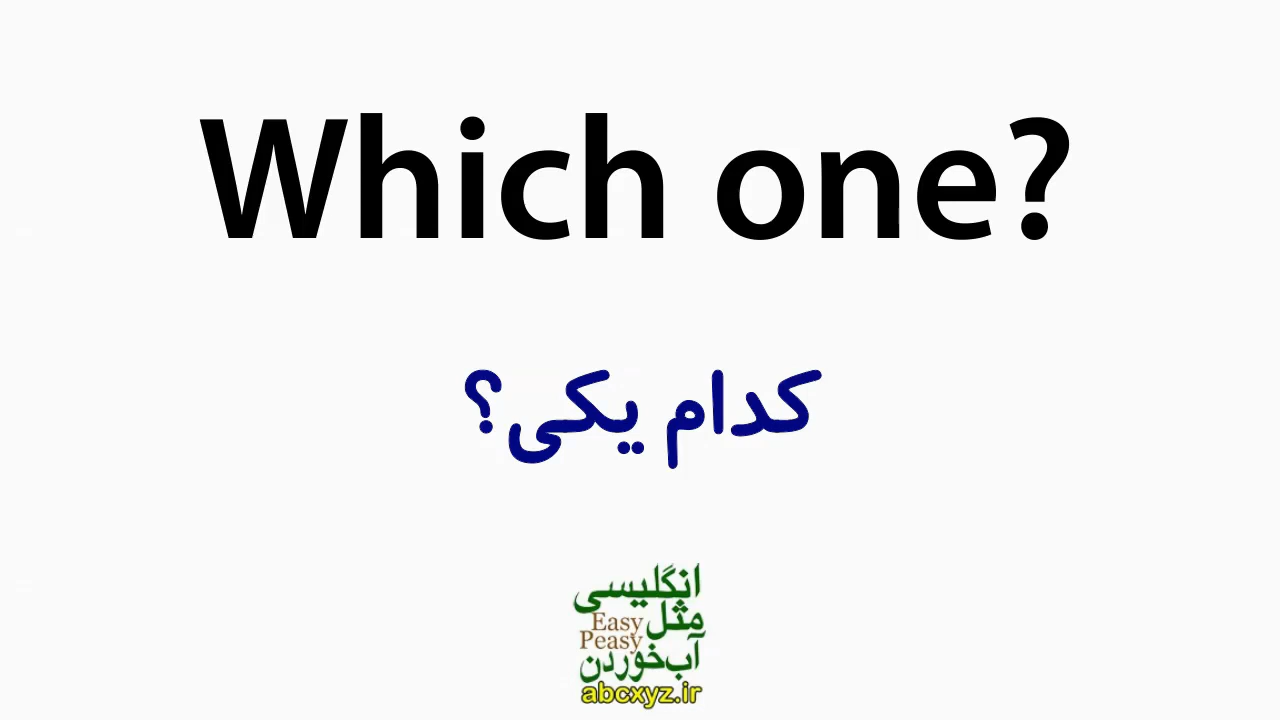 Which one?
کدام یکی؟
انگلیسی
مثل Easy
Peasy
آب‌خوردن
abcxyz.ir